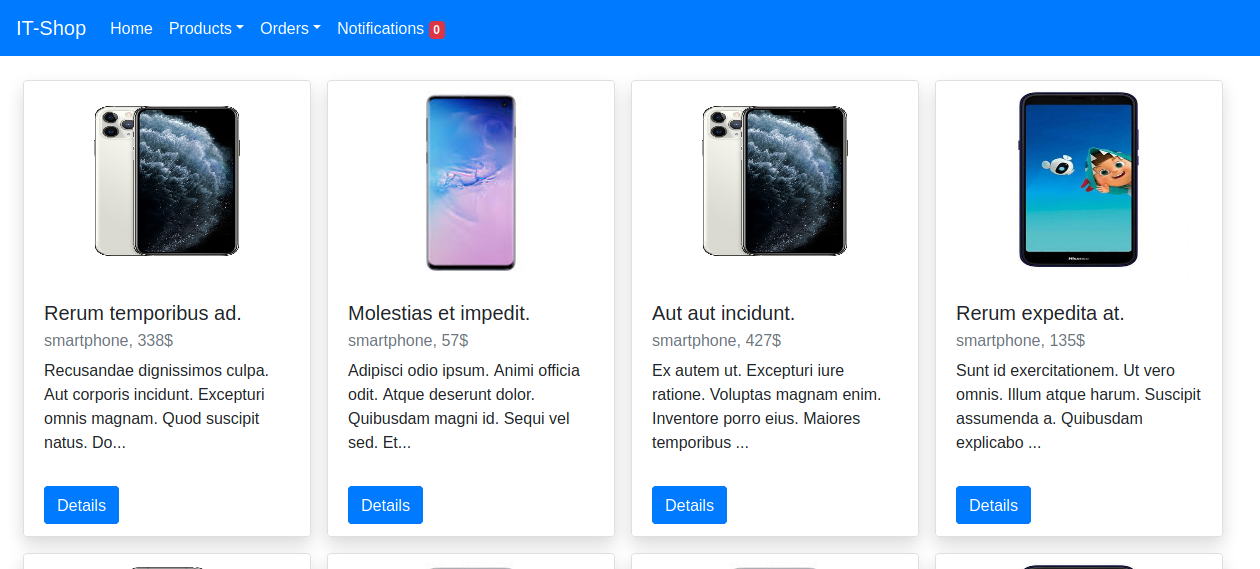 IT-Shop Home Products Orders Notifications 0
Rerum temporibus ad.
smartphone, 338$
Recusandae dignissimos culpa.
Aut corporis incidunt. Excepturi
omnis magnam. Quod suscipit
natus. Do...
Details
Molestias et impedit.
smartphone, 57$
Adipisci odio ipsum. Animi officia
odit. Atque deserunt dolor.
Quibusdam magni id. Sequi vel
sed. Et...
Details
Aut aut incidunt.
smartphone, 427$
Ex autem ut. Excepturi iure
ratione. Voluptas magnam enim.
Inventore porro eius. Maiores
temporibus ...
Details
Hisense
Rerum expedita at.
smartphone, 135$
Sunt id exercitationem. Ut vero
omnis. Illum atque harum. Suscipit
assumenda a. Quibusdam
explicabo ...
Details